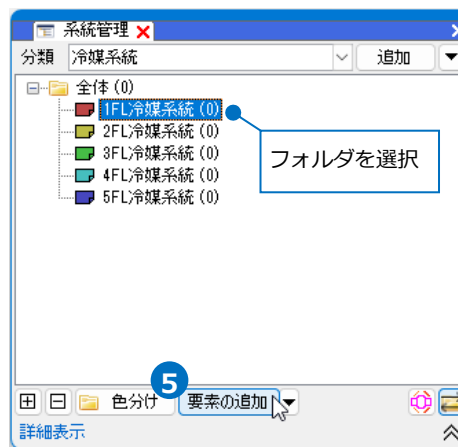 系統管理
分類 冷媒系統 追加
全体 (0)
1FL冷媒系統 (0)
2FL冷媒系統 (0)
3FL冷媒系統 (0)
4FL冷媒系統 (0)
5FL冷媒系統 (0)
フォルダを選択
5
色分け 要素の追加
詳細表示